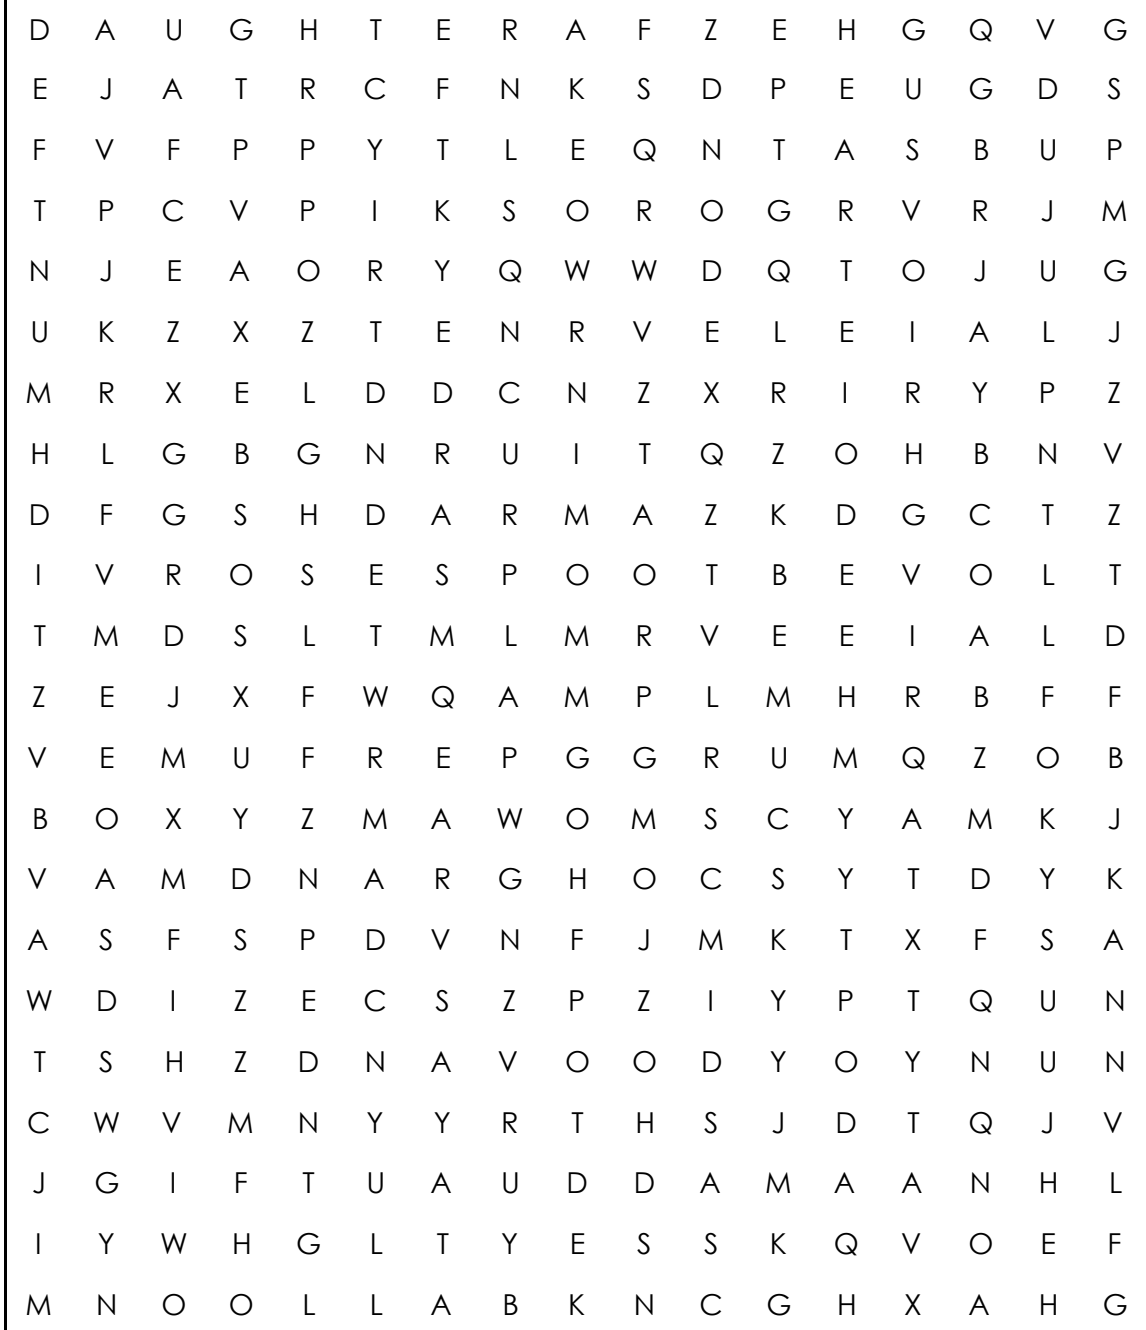 D A U G H T E R A F Z E H G Q V G
E J A T R C F N K S D P E U G D S
F V F P P Y T L E Q N T A S B U P
T P C V P I K S O R O G R V R J M
N J E A O R Y Q W W D Q T O J U G
U K Z X Z T E N R V E L E I A L J
M R X E L D D C N Z X R I R Y P Z
H L G B G N R U I T Q Z O H B N V
D F G S H D A R M A Z K D G C T Z
I V R O S E S P O O T B E V O L T
T M D S L T M L M R V E E I A L D
Z E J X F W Q A M P L M H R B F F
V E M U F R E P G G R U M Q Z O B
B O X Y Z M A W O M S C Y A M K J
V A M D N A R G H O C S Y T D Y K
A S F S P D V N F J M K T X F S A
W D I Z E C S Z P Z I Y P T Q U N
T S H Z D N A V O O D Y O Y N U N
C W V M N Y Y R T H S J D T Q J V
J G I F T U A U D D A M A A N H L
I Y W H G L T Y E S S K Q V O E F
M N O O L L A B K N C G H X A H G